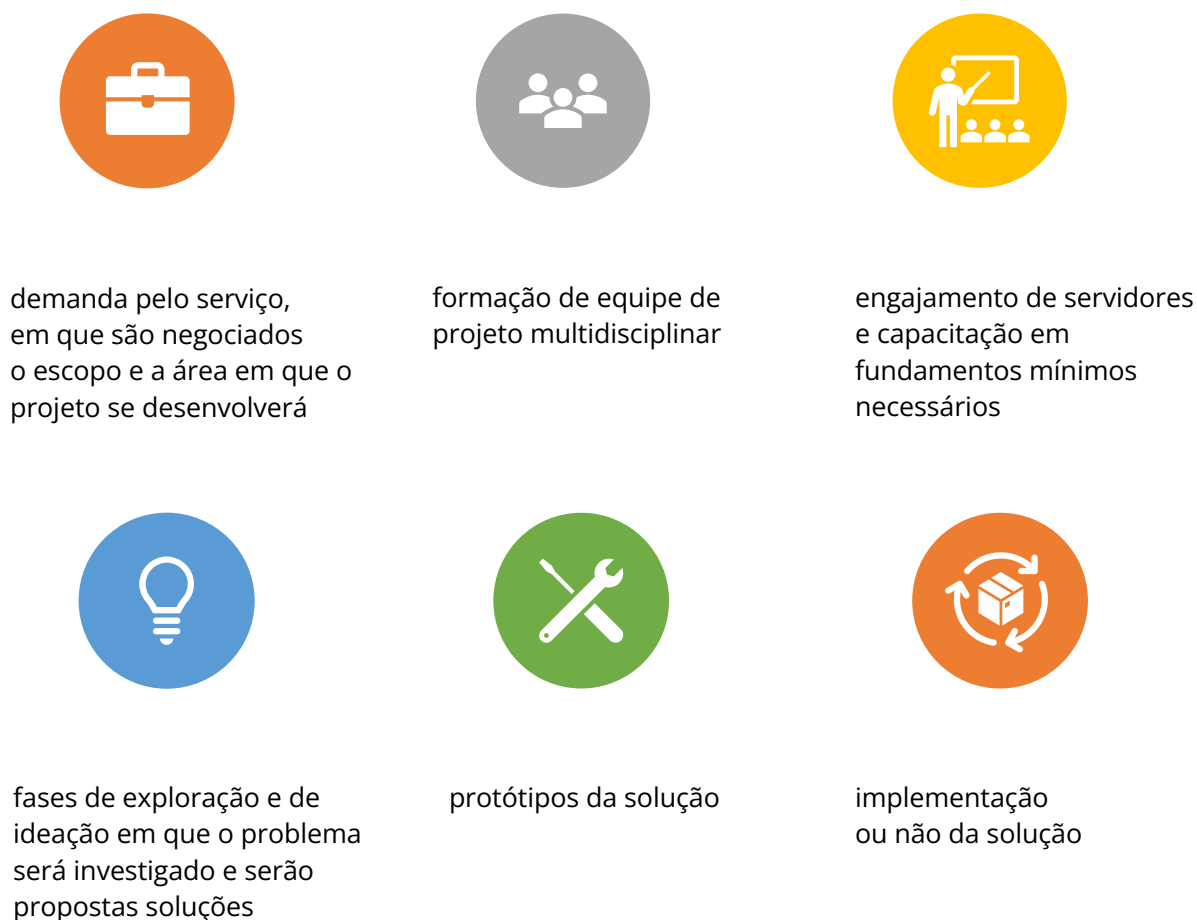 demanda pelo serviço,
em que são negociados
o escopo e a área em que o
projeto se desenvolverá
formação de equipe de
projeto multidisciplinar
engajamento de servidores
e capacitação em
fundamentos mínimos
necessários
fases de exploração e de
ideação em que o problema
será investigado e serão
propostas soluções
protótipos da solução
implementação
ou não da solução